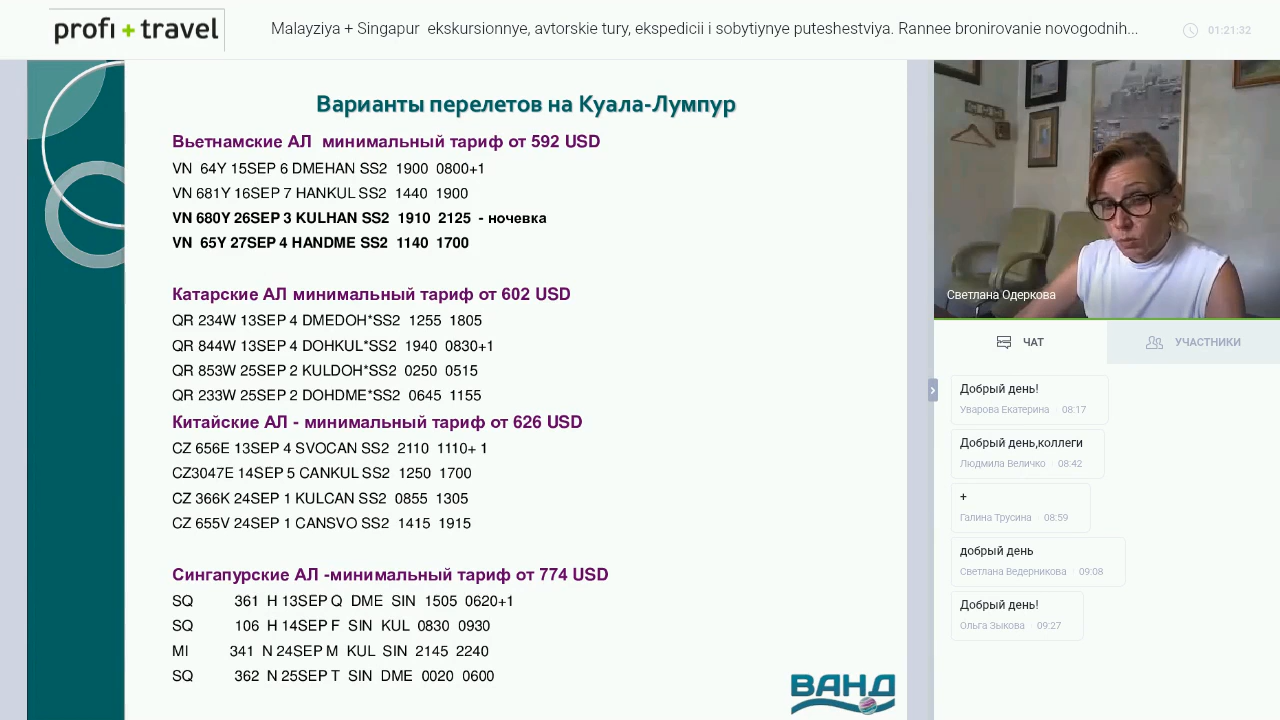 profi + travel
Malayziya + Singapur  ekskursionnye, avtorskie tury, ekspedicii i sobytiynye puteshestviya. Rannee bronirovanie novogodnih...
01:21:32
Варианты перелетов на Куала-Лумпур
Вьетнамские АЛ  минимальный тариф от 592 USD
VN  64Y 15SEP 6 DMEHAN SS2  1900  0800+1
VN 681Y 16SEP 7 HANKUL SS2  1440  1900
VN 680Y 26SEP 3 KULHAN SS2  1910  2125  - ночевка
VN  65Y 27SEP 4 HANDME SS2  1140  1700
Катарские АЛ минимальный тариф от 602 USD
QR 234W 13SEP 4 DMEDOH*SS2  1255  1805
QR 844W 13SEP 4 DOHKUL*SS2  1940  0830+1
QR 853W 25SEP 2 KULDOH*SS2  0250  0515
QR 233W 25SEP 2 DOHDME*SS2  0645  1155
Китайские АЛ - минимальный тариф от 626 USD
CZ 656E 13SEP 4 SVOCAN SS2  2110  1110+ 1
CZ3047E 14SEP 5 CANKUL SS2  1250  1700
CZ 366K 24SEP 1 KULCAN SS2  0855  1305
CZ 655V 24SEP 1 CANSVO SS2  1415  1915
Сингапурские АЛ -минимальный тариф от 774 USD
SQ  361  H 13SEP Q  DME  SIN  1505  0620+1
SQ  106  H 14SEP F  SIN  KUL  0830  0930
MI  341  N 24SEP M  KUL  SIN  2145  2240
SQ  362  N 25SEP T  SIN  DME  0020  0600
ВАНД
Светлана Одеркова
ЧАТ
УЧАСТНИКИ
Добрый день!
Уварова Екатерина 08:17
Добрый день,коллеги
Людмила Величко 08:42
+
Галина Трусина 08:59
добрый день
Светлана Ведерникова 09:08
Добрый день!
Ольга Зыкова 09:27